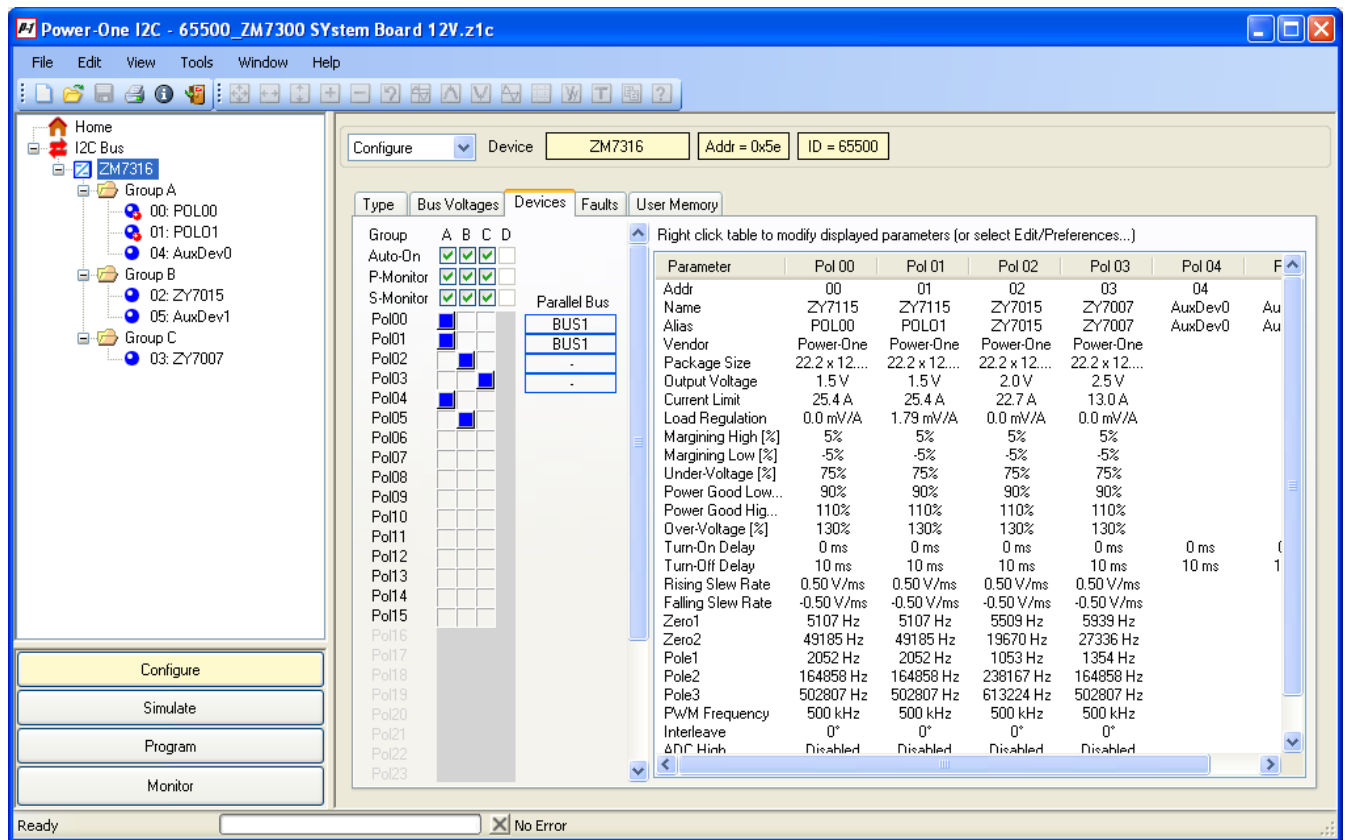 Power-One I2C - 65500_ZM7300 SYstem Board 12V.z1c
File Edit View Tools Window Help
Home
I2C Bus
ZM7316
Group A
00: POL00
01: POL01
04: AuxDev0
Group B
02: ZY7015
05: AuxDev1
Group C
03: ZY7007
Configure
Simulate
Program
Monitor
Configure Device ZM7316 Addr = 0x5e ID = 65500
Type Bus Voltages Devices Faults User Memory
Group A B C D
Auto-On
P-Monitor
S-Monitor
Parallel Bus
Pol00 BUS1
Pol01 BUS1
Pol02 -
Pol03 -
Pol04
Pol05
Pol06
Pol07
Pol08
Pol09
Pol10
Pol11
Pol12
Pol13
Pol14
Pol15
Pol16
Pol17
Pol18
Pol19
Pol20
Pol21
Pol22
Pol23
Right click table to modify displayed parameters (or select Edit/Preferences...)
Parameter Pol 00 Pol 01 Pol 02 Pol 03 Pol 04
Addr 00 01 02 03 04
Name ZY7115 ZY7115 ZY7015 ZY7007 AuxDev0 Au
Alias POL00 POL01 ZY7015 ZY7007 AuxDev0 Au
Vendor Power-One Power-One Power-One Power-One
Package Size 22.2 x 12.... 22.2 x 12.... 22.2 x 12.... 22.2 x 12....
Output Voltage 1.5 V 1.5 V 2.0 V 2.5 V
Current Limit 25.4 A 25.4 A 22.7 A 13.0 A
Load Regulation 0.0 mV/A 1.79 mV/A 0.0 mV/A 0.0 mV/A
Margining High [%] 5% 5% 5% 5%
Margining Low [%] -5% -5% -5% -5%
Under-Voltage [%] 75% 75% 75% 75%
Power Good Low... 90% 90% 90% 90%
Power Good Hig... 110% 110% 110% 110%
Over-Voltage [%] 130% 130% 130% 130%
Turn-On Delay 0 ms 0 ms 0 ms 0 ms 0 ms
Turn-Off Delay 10 ms 10 ms 10 ms 10 ms 10 ms 1
Rising Slew Rate 0.50 V/ms 0.50 V/ms 0.50 V/ms 0.50 V/ms
Falling Slew Rate -0.50 V/ms -0.50 V/ms -0.50 V/ms -0.50 V/ms
Zero1 5107 Hz 5107 Hz 5509 Hz 5939 Hz
Zero2 49185 Hz 49185 Hz 19670 Hz 27336 Hz
Pole1 2052 Hz 2052 Hz 1053 Hz 1354 Hz
Pole2 164858 Hz 164858 Hz 238167 Hz 164858 Hz
Pole3 502807 Hz 502807 Hz 613224 Hz 502807 Hz
PWM Frequency 500 kHz 500 kHz 500 kHz 500 kHz
Interleave 0° 0° 0° 0°
ADC High Disabled Disabled Disabled Disabled
Ready No Error